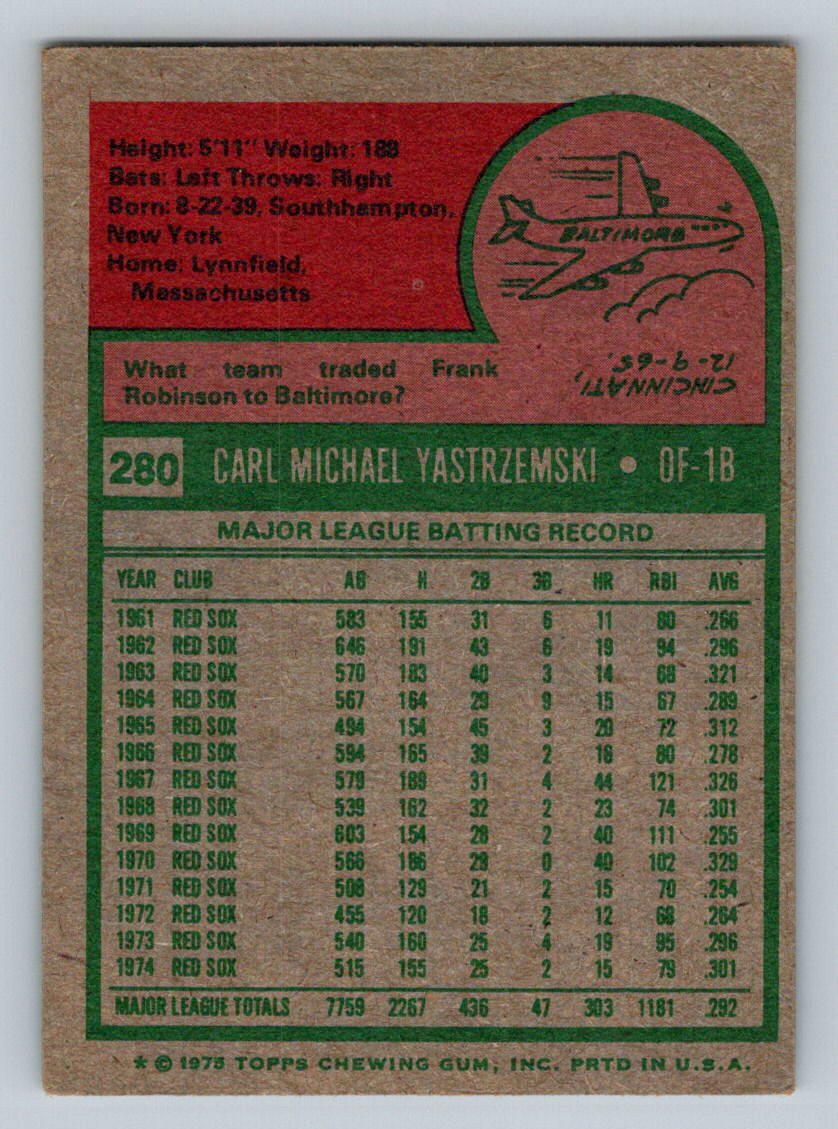 Height: 5'11" Weight: 188
Bats: Left Throws: Right
Born: 8-22-39, Southhampton,
New York
Home: Lynnfield,
Massachusetts
BALTIMORE
What team traded Frank
Robinson to Baltimore?
CINCINNATI,
12-9-65.
280 CARL MICHAEL YASTRZEMSKI • OF-1B
MAJOR LEAGUE BATTING RECORD
YEAR CLUB AB H 2B 3B HR RBI AVG
1961 RED SOX 583 155 31 6 11 80 .266
1962 RED SOX 646 191 43 6 19 94 .296
1963 RED SOX 570 183 40 3 14 68 .321
1964 RED SOX 567 164 29 9 15 67 .289
1965 RED SOX 494 154 45 3 20 72 .312
1966 RED SOX 594 165 39 2 16 80 .278
1967 RED SOX 579 189 31 4 44 121 .326
1968 RED SOX 539 162 32 2 23 74 .301
1969 RED SOX 603 154 28 2 40 111 .255
1970 RED SOX 566 186 29 0 40 102 .329
1971 RED SOX 508 129 21 2 15 70 .254
1972 RED SOX 455 120 18 2 12 68 .264
1973 RED SOX 540 160 25 4 19 95 .296
1974 RED SOX 515 155 25 2 15 79 .301
MAJOR LEAGUE TOTALS 7759 2267 436 47 303 1181 .292
* © 1975 TOPPS CHEWING GUM, INC. PRTD IN U.S.A.